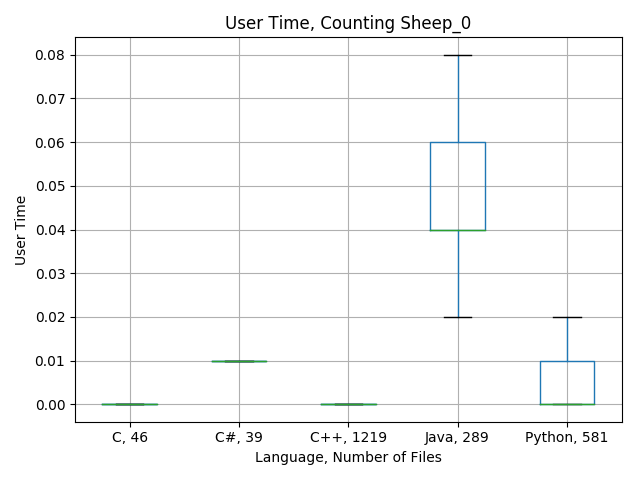 User Time, Counting Sheep_0
User Time
0.08
0.07
0.06
0.05
0.04
0.03
0.02
0.01
0.00
C, 46
C#, 39
C++, 1219
Java, 289
Python, 581
Language, Number of Files